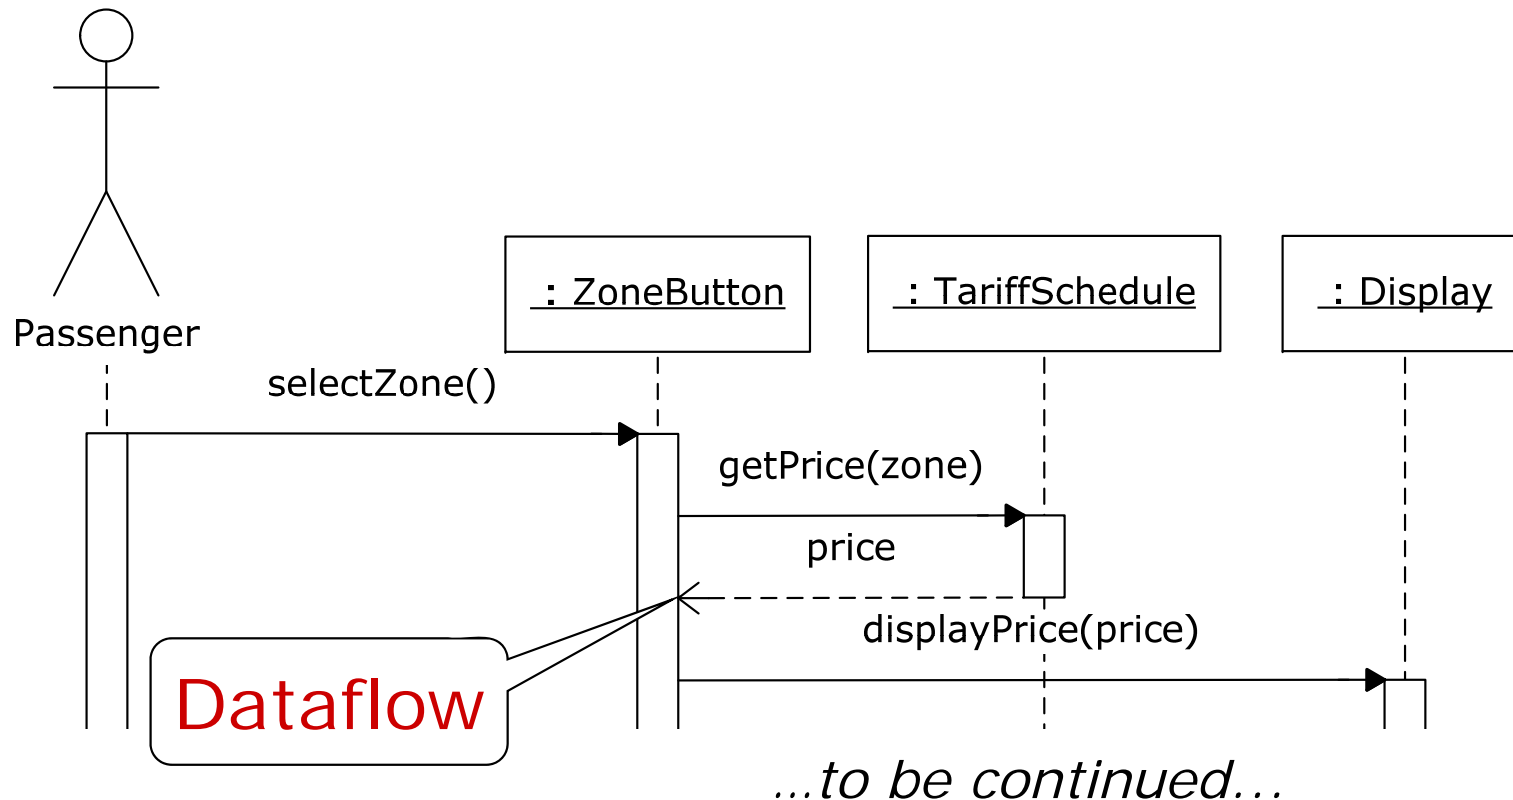 : ZoneButton
: TariffSchedule
: Display
Passenger
selectZone()
getPrice(zone)
price
displayPrice(price)
Dataflow
...to be continued...